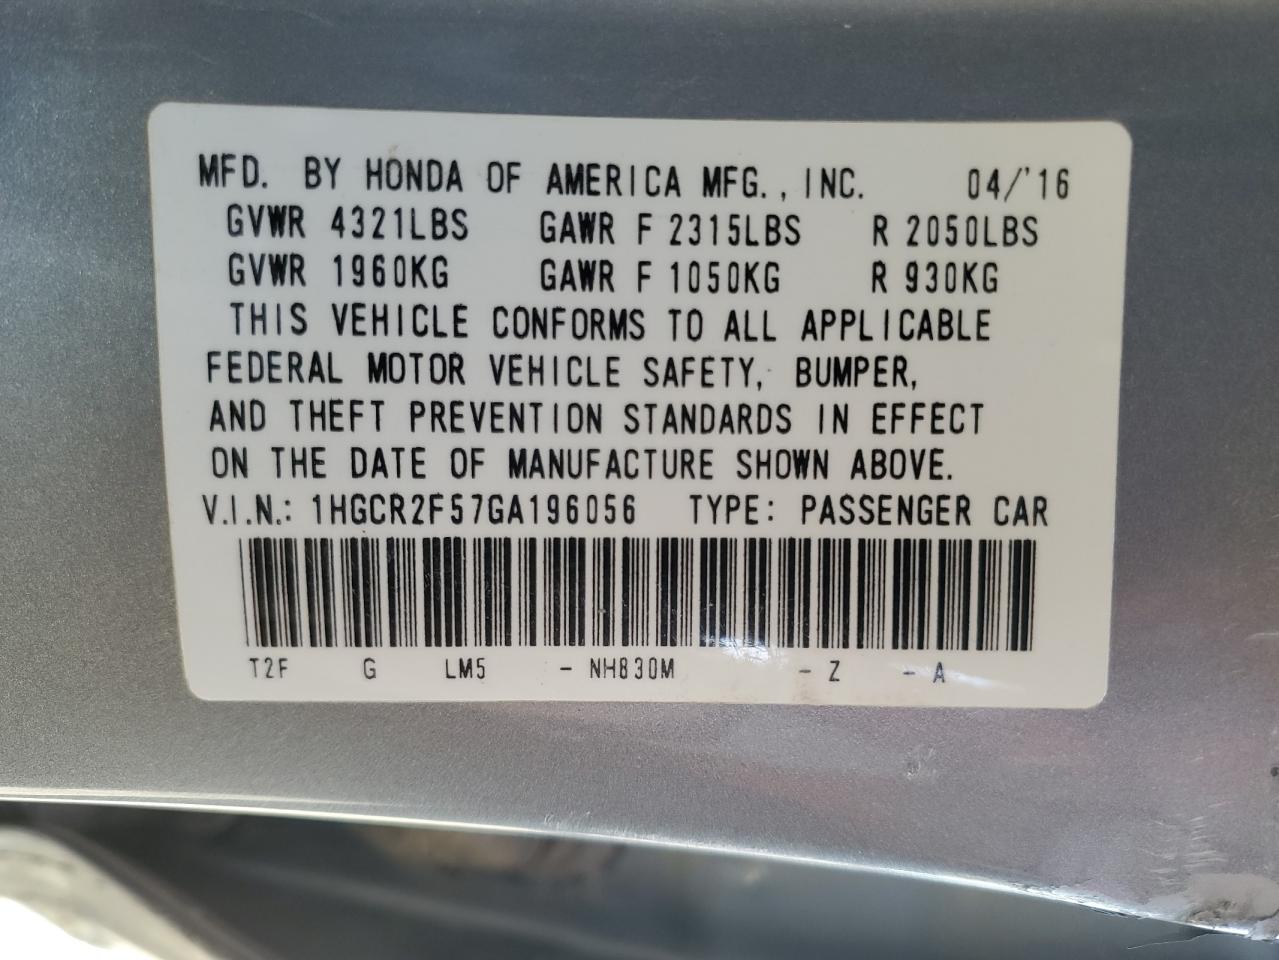 MFD. BY HONDA OF AMERICA MFG., INC. 04/'16
GVWR 4321LBS GAWR F 2315LBS R 2050LBS
GVWR 1960KG GAWR F 1050KG R 930KG
THIS VEHICLE CONFORMS TO ALL APPLICABLE
FEDERAL MOTOR VEHICLE SAFETY, BUMPER,
AND THEFT PREVENTION STANDARDS IN EFFECT
ON THE DATE OF MANUFACTURE SHOWN ABOVE.
V.I.N.: 1HGCR2F57GA196056 TYPE: PASSENGER CAR
T2F G LM5 - NH830M - Z - A